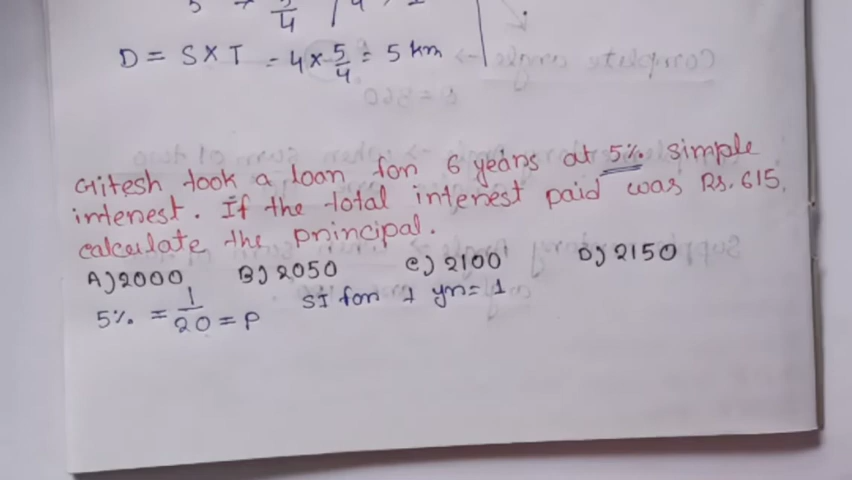 D = S X T = 4 × 5/4 = 5 km
Gitesh took a loan for 6 years at 5% simple
interest. If the total interest paid was Rs. 615,
calculate the principal.
A) 2000 B) 2050 C) 2100 D) 2150
5% = 1/20 = P SI for 1 yr = 1